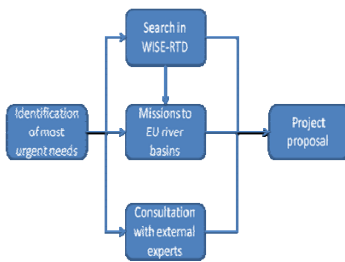 Search in
WISE-RTD
Identification
of most
urgent needs
Missions to
EU river
basins
Project
proposal
Consultation
with external
experts